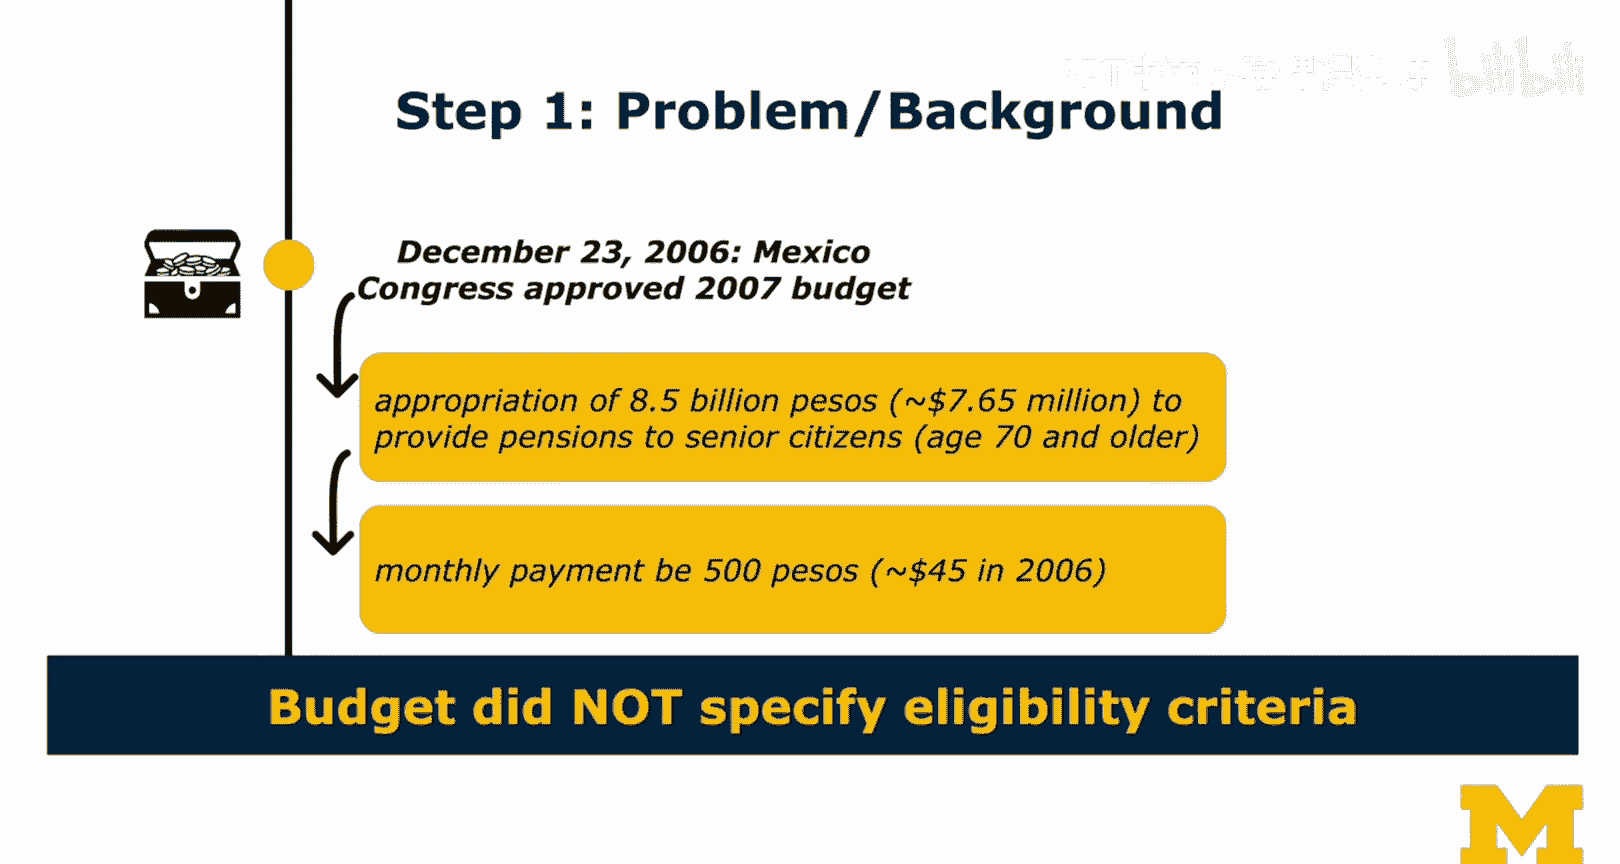 bilibili
Step 1: Problem/Background
December 23, 2006: Mexico
Congress approved 2007 budget
appropriation of 8.5 billion pesos (~$7.65 million) to
provide pensions to senior citizens (age 70 and older)
monthly payment be 500 pesos (~$45 in 2006)
Budget did NOT specify eligibility criteria
M